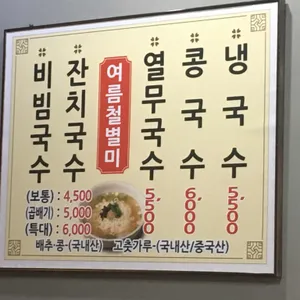 비빔국수
잔치국수
여름철별미
열무국수
콩국수
냉국수
(보통) : 4,500
(곱배기) : 5,000
(특대) : 6,000
5,500
6,000
5,500
배추·콩-(국내산) 고춧가루-(국내산/중국산)